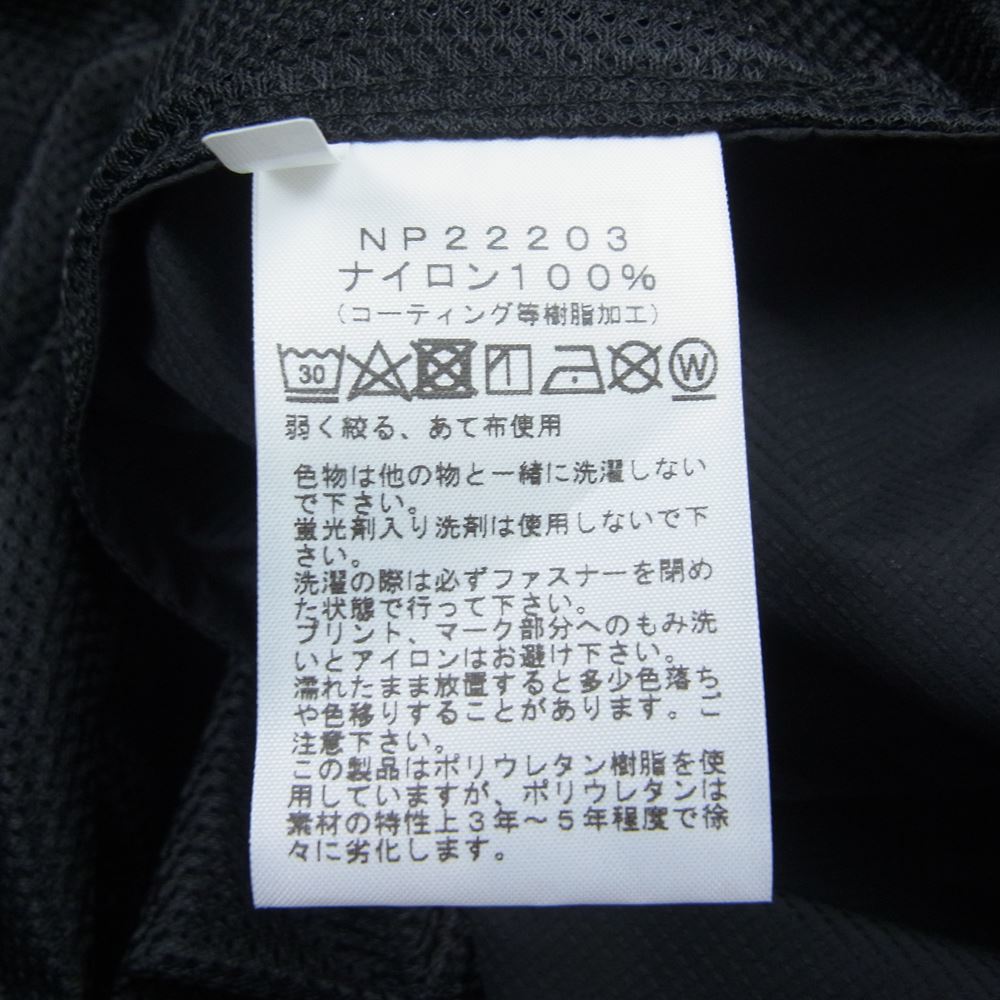 NP22203
ナイロン100%
(コーティング等樹脂加工)
30 W
弱く絞る、あて布使用
色物は他の物と一緒に洗濯しない
で下さい。
蛍光剤入り洗剤は使用しないで下
さい。
洗濯の際は必ずファスナーを閉め
た状態で行って下さい。
プリント、マーク部分へのもみ洗
いとアイロンはお避け下さい。
濡れたまま放置すると多少色落ち
や色移りすることがあります。ご
注意下さい。
この製品はポリウレタン樹脂を使
用していますが、ポリウレタンは
素材の特性上3年〜5年程度で徐
々に劣化します。